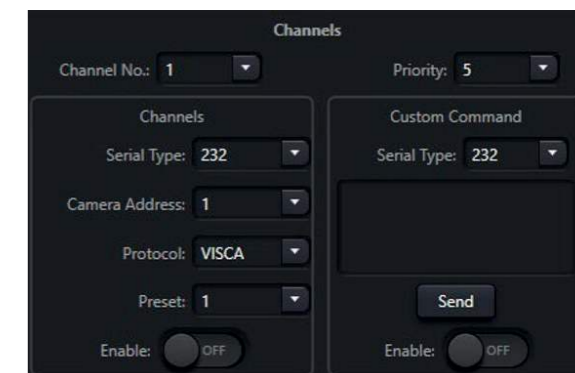 Channels
Channel No.: 1 Priority: 5
Channels
Serial Type: 232
Camera Address: 1
Protocol: VISCA
Preset: 1
Enable: OFF
Custom Command
Serial Type: 232
Send
Enable: OFF